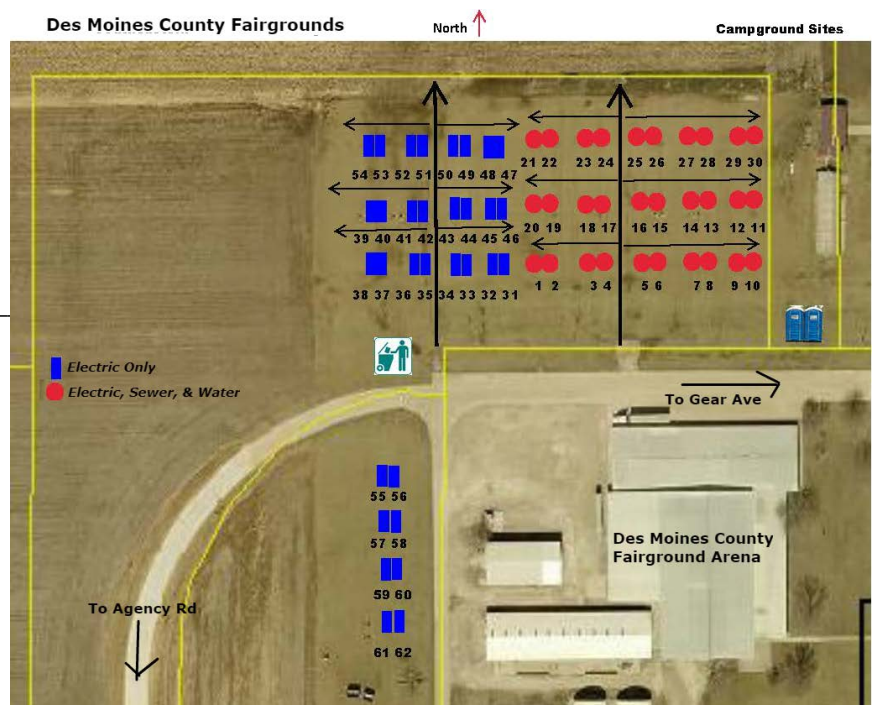 Des Moines County Fairgrounds
North
Campground Sites
21 22 23 24 25 26 27 28 29 30
54 53 52 51 50 49 48 47
20 19 18 17 16 15 14 13 12 11
39 40 41 42 43 44 45 46
1 2 3 4 5 6 7 8 9 10
38 37 36 35 34 33 32 31
Electric Only
Electric, Sewer, & Water
To Gear Ave
55 56
57 58
Des Moines County
Fairground Arena
59 60
To Agency Rd
61 62